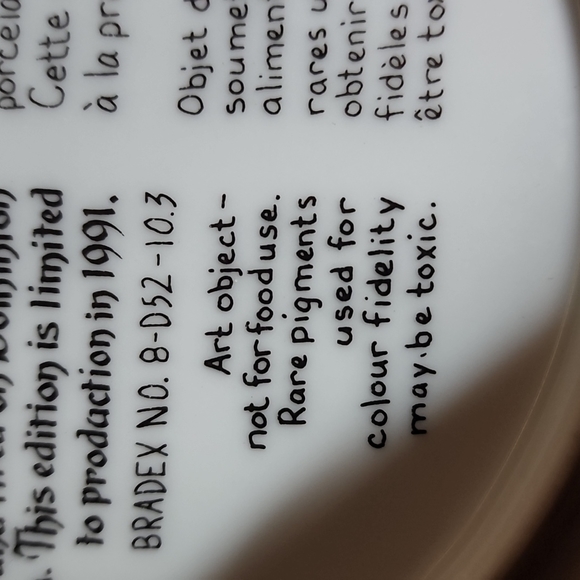 . This edition is limited
to production in 1991.
BRADEX NO. 8-D52-10.3
Art object-
not for food use.
Rare pigments
used for
colour fidelity
may be toxic.
porcela
Cette
à la pr
Objet d
soume
alimen
rares u
obtenir
fidèles
être to